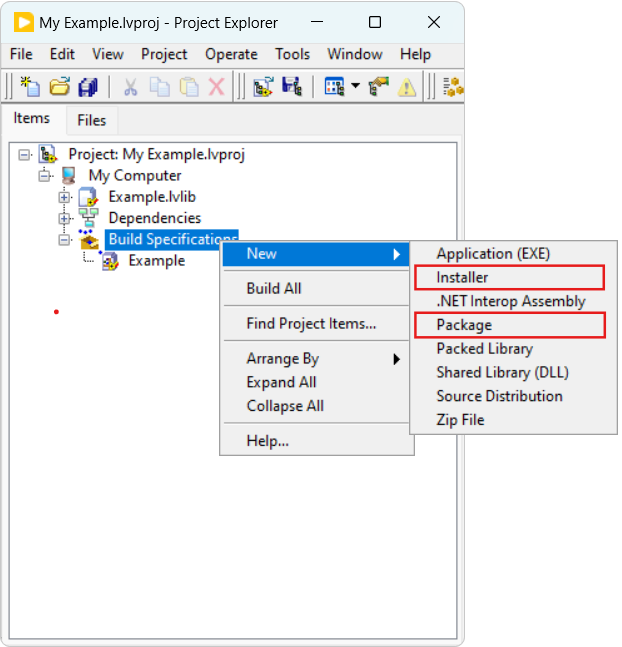 My Example.lvproj - Project Explorer
File Edit View Project Operate Tools Window Help
Items Files
Project: My Example.lvproj
My Computer
Example.lvlib
Dependencies
Build Specifications
Example
New
Build All
Find Project Items...
Arrange By
Expand All
Collapse All
Help...
Application (EXE)
Installer
.NET Interop Assembly
Package
Packed Library
Shared Library (DLL)
Source Distribution
Zip File